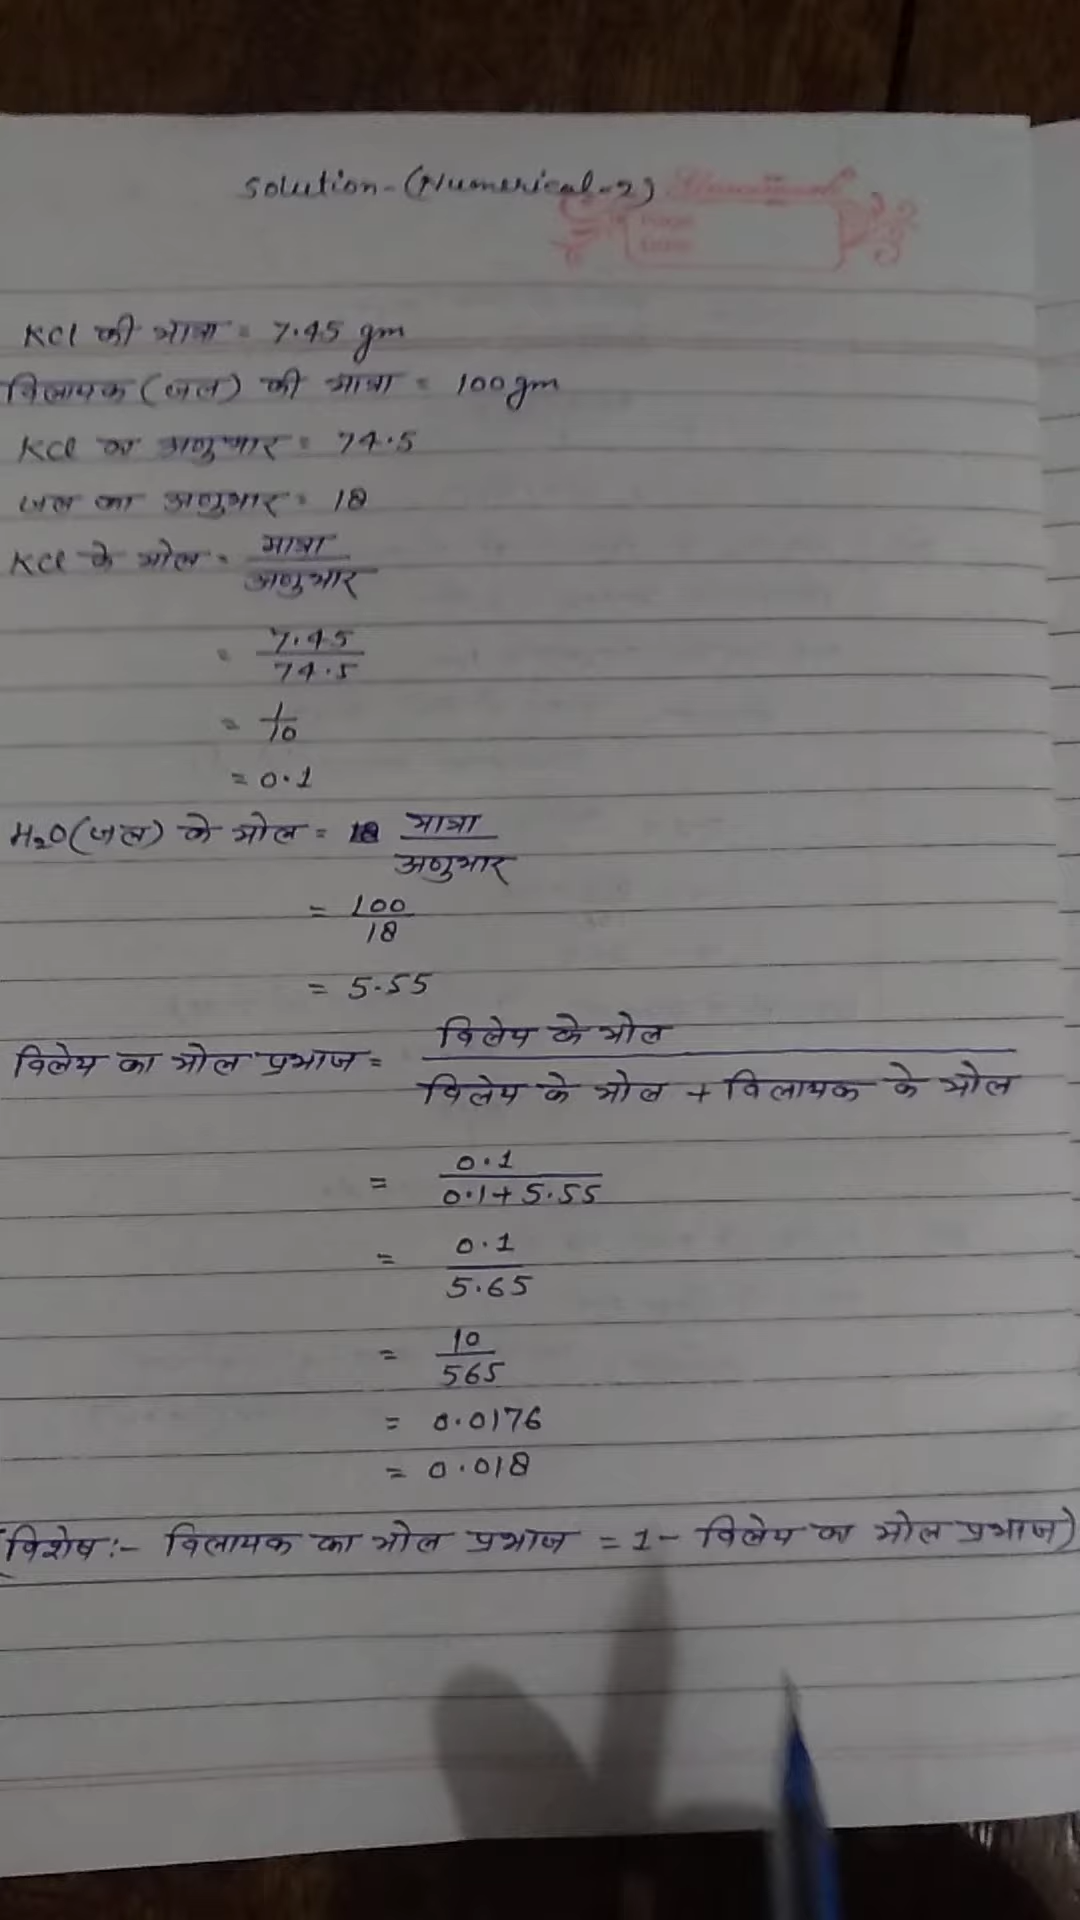 Solution-(Numerical-2)
KCl की मात्रा = 7.45 gm
विलायक (जल) की मात्रा = 100gm
KCl का अणुभार = 74.5
जल का अणुभार = 18
KCl के मोल = मात्रा
अणुभार
= 7.45
74.5
= 1/10
= 0.1
H₂O(जल) के मोल = 18 मात्रा
अणुभार
= 100
18
= 5.55
विलेय का मोल प्रभाज = विलेय के मोल
विलेय के मोल + विलायक के मोल
= 0.1
0.1+5.55
= 0.1
5.65
= 10
565
= 0.0176
= 0.018
(विशेष:- विलायक का मोल प्रभाज = 1- विलेय का मोल प्रभाज)